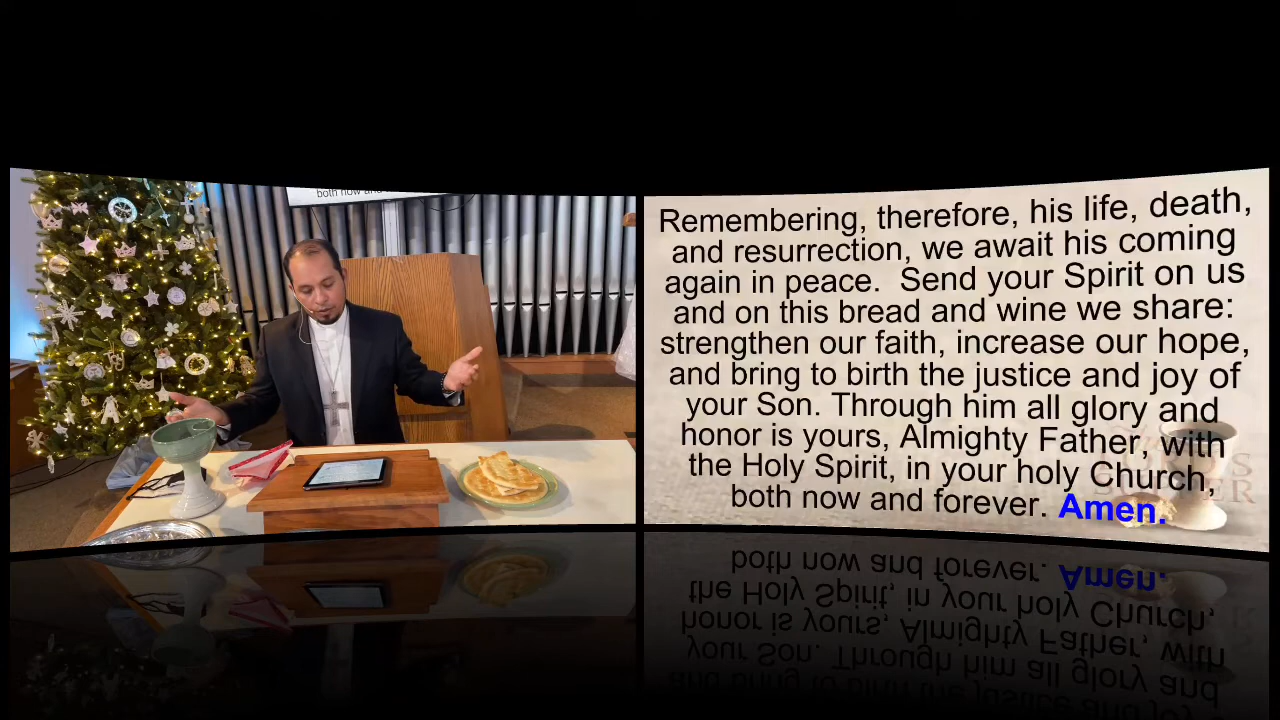 both now and
Remembering, therefore, his life, death,
and resurrection, we await his coming
again in peace.  Send your Spirit on us
and on this bread and wine we share:
strengthen our faith, increase our hope,
and bring to birth the justice and joy of
your Son. Through him all glory and
honor is yours, Almighty Father, with
the Holy Spirit, in your holy Church,
both now and forever. Amen.